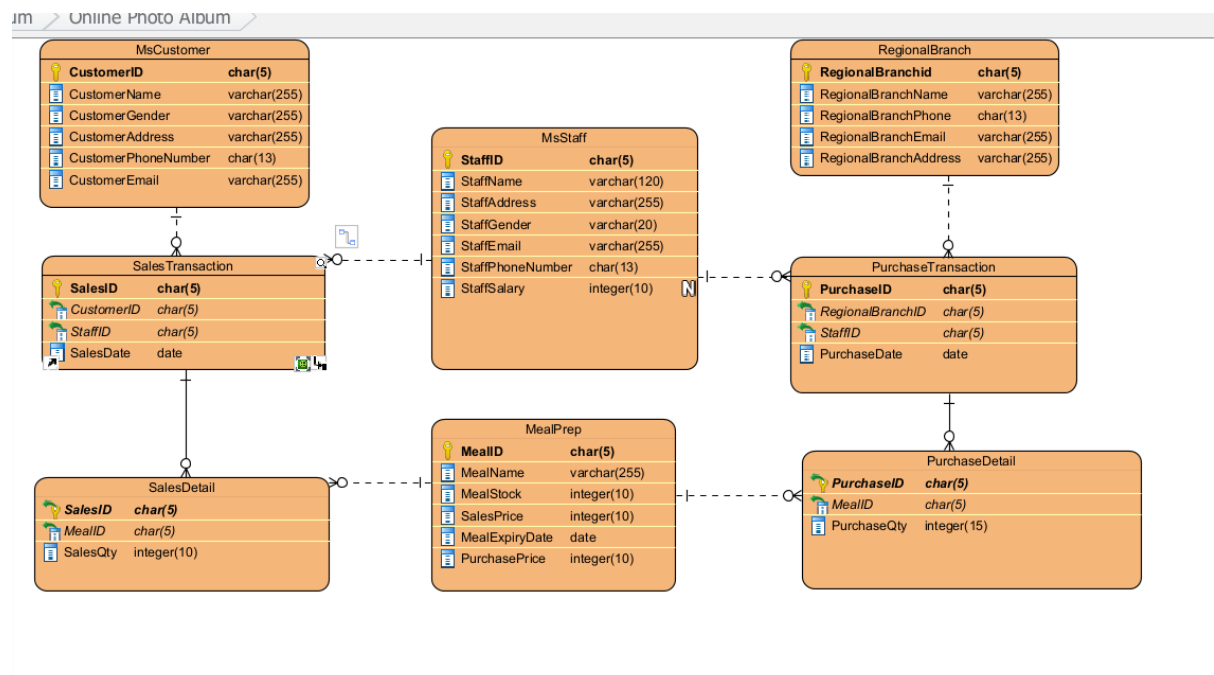 um Online Photo Album
MsCustomer
CustomerID char(5)
CustomerName varchar(255)
CustomerGender varchar(255)
CustomerAddress varchar(255)
CustomerPhoneNumber char(13)
CustomerEmail varchar(255)
RegionalBranch
RegionalBranchid char(5)
RegionalBranchName varchar(255)
RegionalBranchPhone char(13)
RegionalBranchEmail varchar(255)
RegionalBranchAddress varchar(255)
MsStaff
StaffID char(5)
StaffName varchar(120)
StaffAddress varchar(255)
StaffGender varchar(20)
StaffEmail varchar(255)
StaffPhoneNumber char(13)
StaffSalary integer(10) N
SalesTransaction
SalesID char(5)
CustomerID char(5)
StaffID char(5)
SalesDate date
PurchaseTransaction
PurchaseID char(5)
RegionalBranchID char(5)
StaffID char(5)
PurchaseDate date
SalesDetail
SalesID char(5)
MealID char(5)
SalesQty integer(10)
MealPrep
MealID char(5)
MealName varchar(255)
MealStock integer(10)
SalesPrice integer(10)
MealExpiryDate date
PurchasePrice integer(10)
PurchaseDetail
PurchaseID char(5)
MealID char(5)
PurchaseQty integer(15)